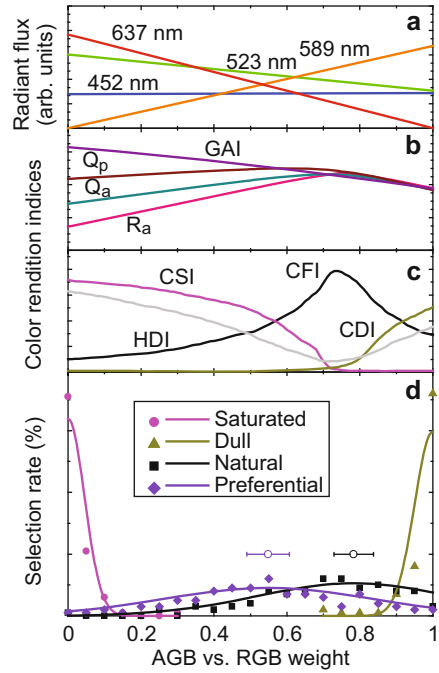 a
637 nm
589 nm
523 nm
452 nm
Radiant flux
(arb. units)
b
GAI
Qp
Qa
Ra
Color rendition indices
c
CSI
CFI
HDI
CDI
d
Saturated
Dull
Natural
Preferential
Selection rate (%)
0 0.2 0.4 0.6 0.8 1
AGB vs. RGB weight